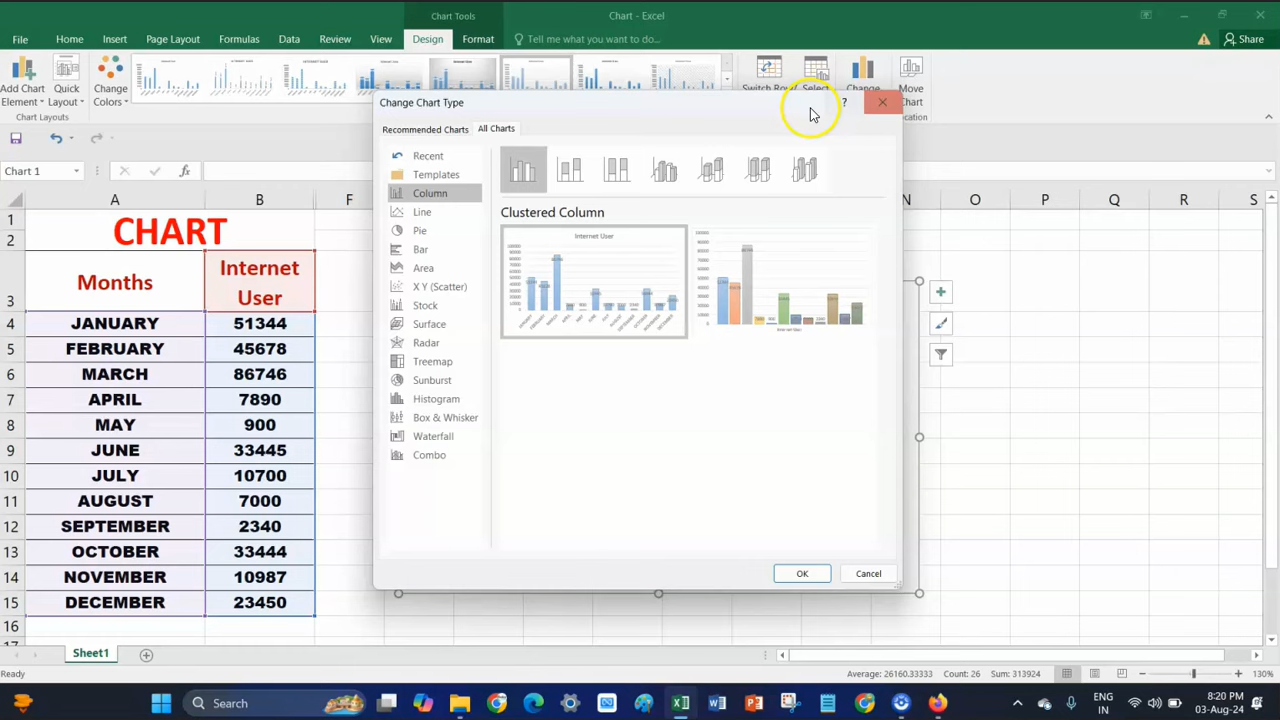 Chart Tools
Chart - Excel
File Home Insert Page Layout Formulas Data Review View Design Format Tell me what you want to do... Share
Add Chart Element Quick Layout Change Colors Switch Row/ Select Change Move Chart
Chart Layouts
Change Chart Type ?
Recommended Charts All Charts
Chart 1 fx
Recent
Templates
Column
Line
Pie
Bar
Area
X Y (Scatter)
Stock
Surface
Radar
Treemap
Sunburst
Histogram
Box & Whisker
Waterfall
Combo
Clustered Column
Internet User
OK Cancel
A B F N O P Q R S
1
2 CHART
3 Months Internet User
4 JANUARY 51344
5 FEBRUARY 45678
6 MARCH 86746
7 APRIL 7890
8 MAY 900
9 JUNE 33445
10 JULY 10700
11 AUGUST 7000
12 SEPTEMBER 2340
13 OCTOBER 33444
14 NOVEMBER 10987
15 DECEMBER 23450
16
17
Sheet1
Ready Average: 26160.33333 Count: 26 Sum: 313924 130%
Search ENG IN 8:20 PM 03-Aug-24